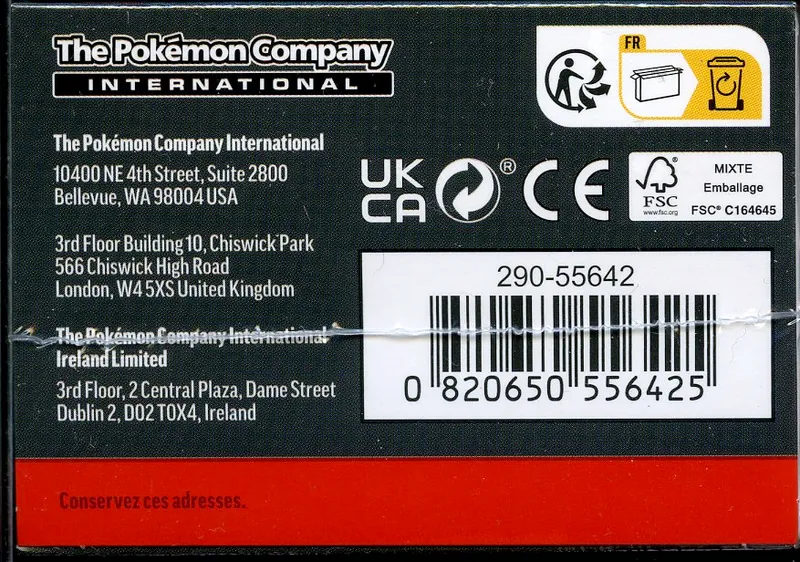 The Pokémon Company
INTERNATIONAL
The Pokémon Company International
10400 NE 4th Street, Suite 2800
Bellevue, WA 98004 USA
3rd Floor Building 10, Chiswick Park
566 Chiswick High Road
London, W4 5XS United Kingdom
The Pokémon Company International
Ireland Limited
3rd Floor, 2 Central Plaza, Dame Street
Dublin 2, D02 T0X4, Ireland
Conservez ces adresses.
FR
UK
CA
®
CE
FSC®
www.fsc.org
MIXTE
Emballage
FSC® C164645
290-55642
0 820650 556425